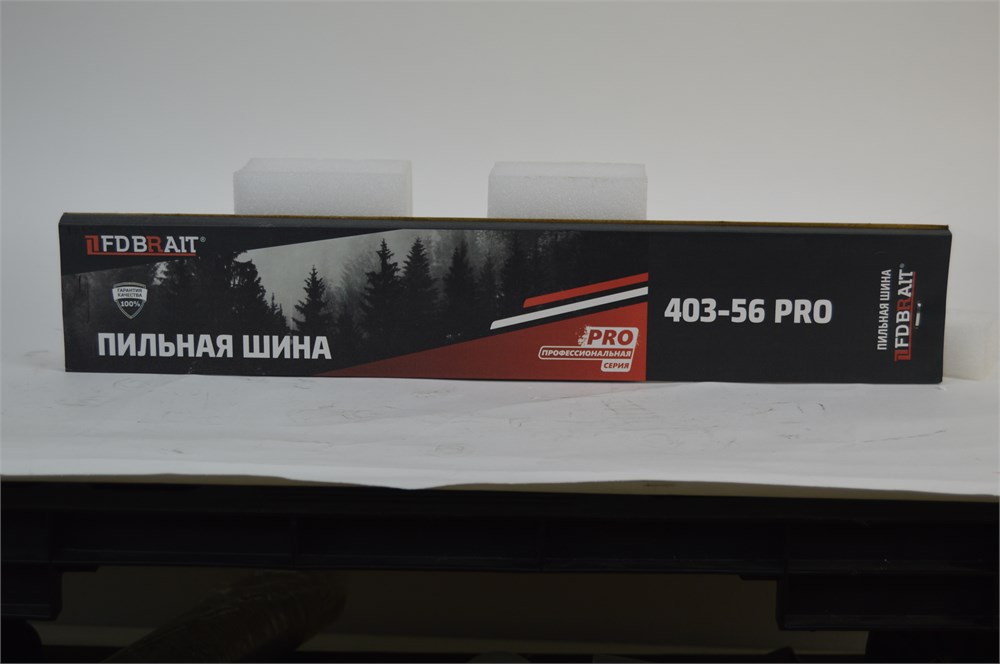 FDBRAIT®
ГАРАНТИЯ
КАЧЕСТВА
100%
ПИЛЬНАЯ ШИНА
PRO
ПРОФЕССИОНАЛЬНАЯ
СЕРИЯ
403-56 PRO
ПИЛЬНАЯ ШИНА
FDBRAIT®